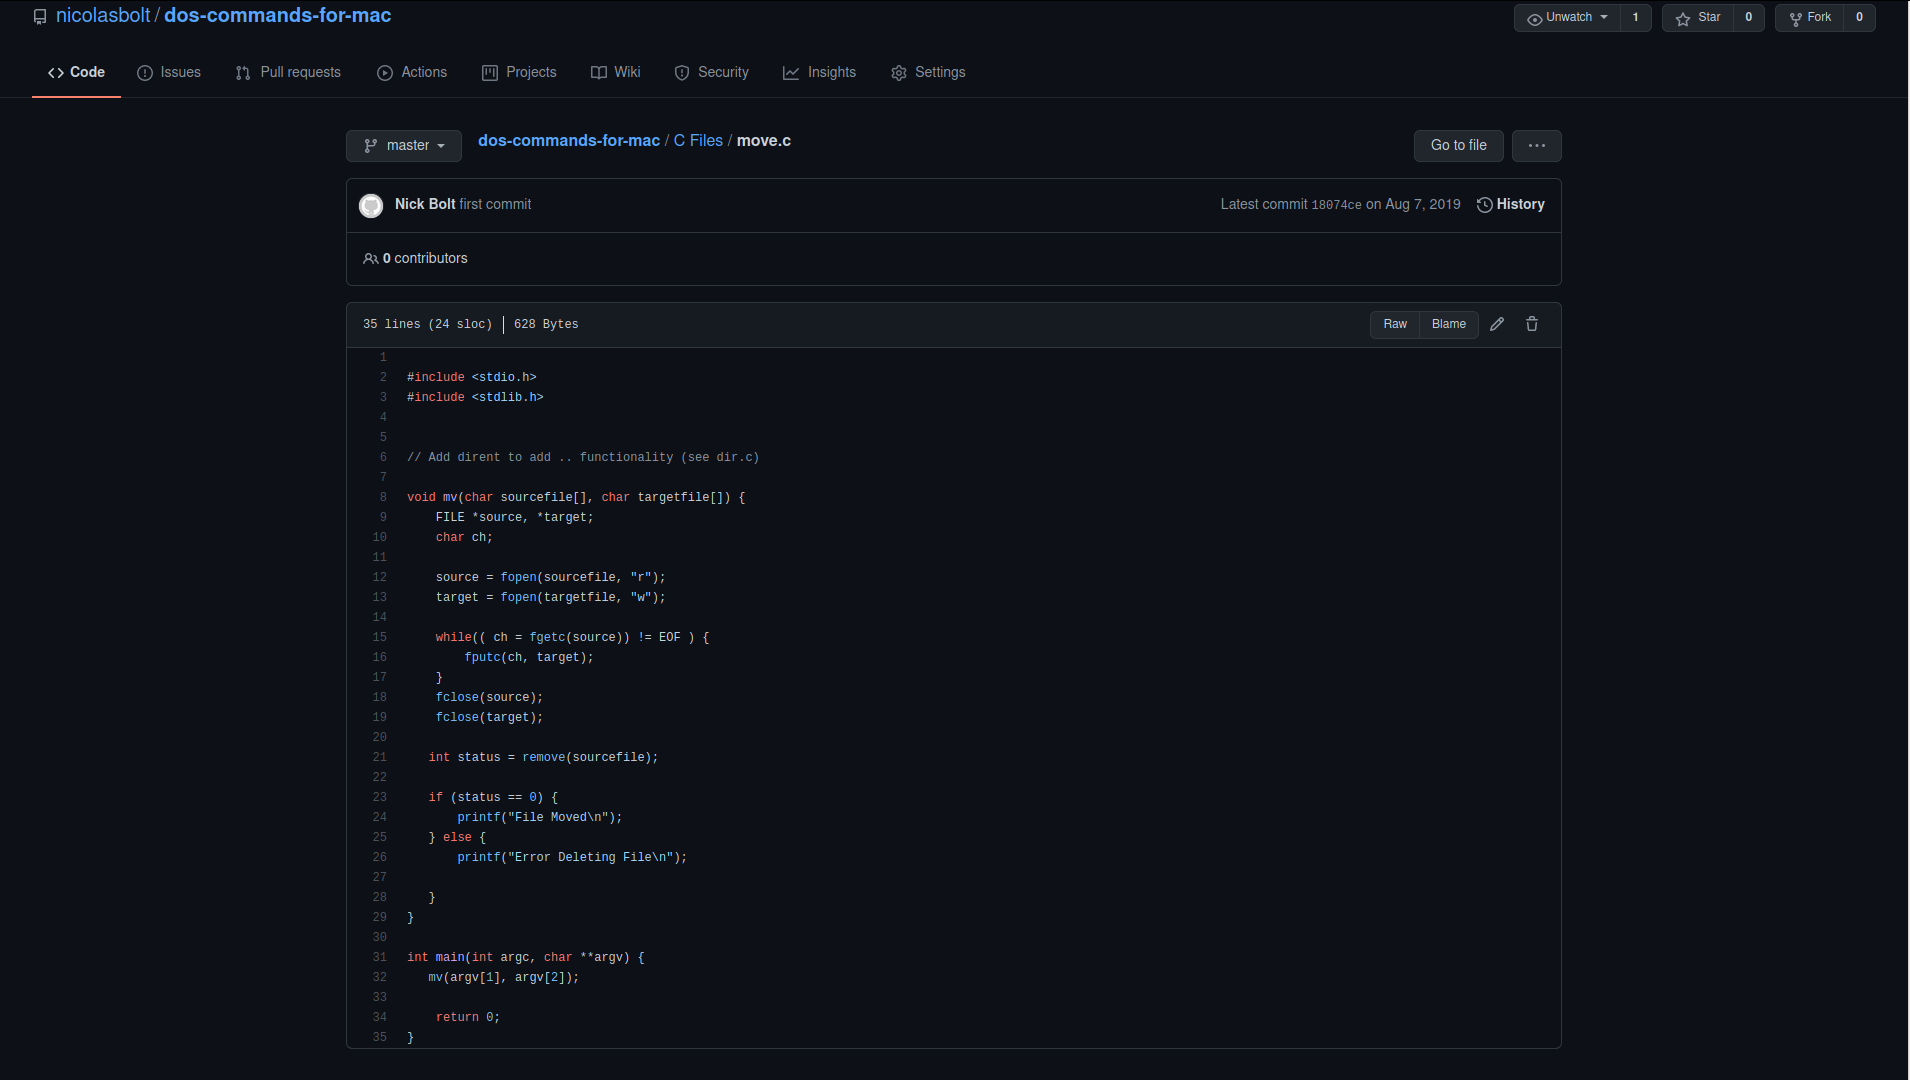 nicolasbolt / dos-commands-for-mac
Unwatch 1 Star 0 Fork 0
Code Issues Pull requests Actions Projects Wiki Security Insights Settings
master dos-commands-for-mac / C Files / move.c Go to file ...
Nick Bolt first commit Latest commit 18074ce on Aug 7, 2019 History
0 contributors
35 lines (24 sloc) | 628 Bytes Raw Blame
1
2 #include <stdio.h>
3 #include <stdlib.h>
4
5
6 // Add dirent to add .. functionality (see dir.c)
7
8 void mv(char sourcefile[], char targetfile[]) {
9     FILE *source, *target;
10     char ch;
11
12     source = fopen(sourcefile, "r");
13     target = fopen(targetfile, "w");
14
15     while(( ch = fgetc(source)) != EOF ) {
16         fputc(ch, target);
17     }
18     fclose(source);
19     fclose(target);
20
21    int status = remove(sourcefile);
22
23    if (status == 0) {
24        printf("File Moved\n");
25    } else {
26        printf("Error Deleting File\n");
27
28    }
29 }
30
31 int main(int argc, char **argv) {
32    mv(argv[1], argv[2]);
33
34     return 0;
35 }